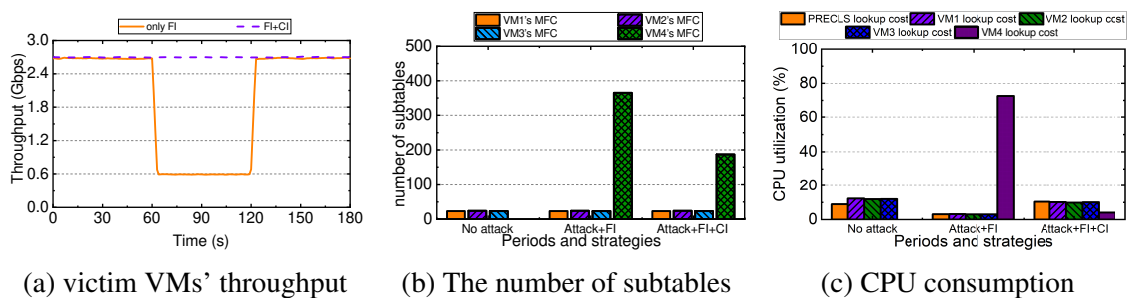 only FI FI+CI
3.0
2.4
1.8
1.2
0.6
0.0
Throughput (Gbps)
0 30 60 90 120 150 180
Time (s)
(a) victim VMs' throughput
VM1's MFC VM2's MFC
VM3's MFC VM4's MFC
500
400
300
200
100
0
number of subtables
No attack Attack+FI Attack+FI+CI
Periods and strategies
(b) The number of subtables
PRECLS lookup cost VM1 lookup cost VM2 lookup ccst
VM3 lookup cost VM4 lookup cost
100
80
60
40
20
0
CPU utilization (%)
No attack Attack+FI Attack+FI+CI
Periods and strategies
(c) CPU consumption